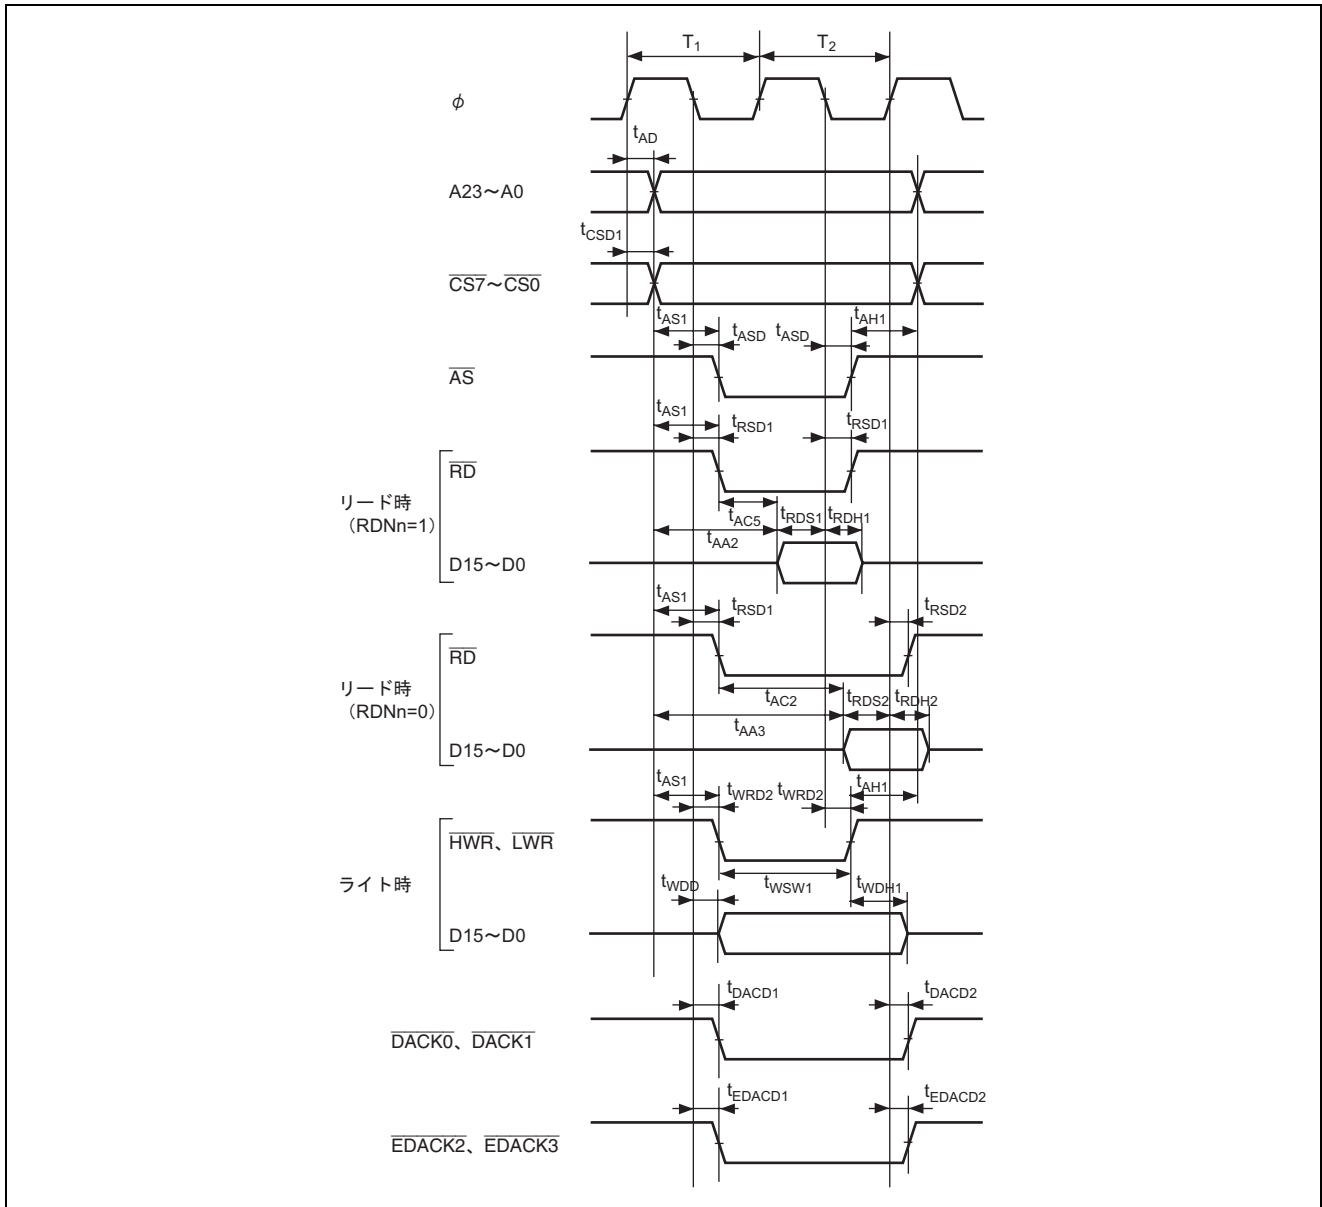 T1 T2
φ
tAD
A23～A0
tCSD1
CS7～CS0
tAS1 tASD tASD tAH1
AS
tAS1 tRSD1 tRSD1
RD
リード時
（RDNn=1）
tAC5 tRDS1 tRDH1
tAA2
D15～D0
tAS1 tRSD1 tRSD2
RD
リード時
（RDNn=0）
tAC2 tRDS2 tRDH2
tAA3
D15～D0
tAS1 tWRD2 tWRD2 tAH1
HWR、LWR
ライト時
tWDD tWSW1 tWDH1
D15～D0
tDACD1 tDACD2
DACK0、DACK1
tEDACD1 tEDACD2
EDACK2、EDACK3